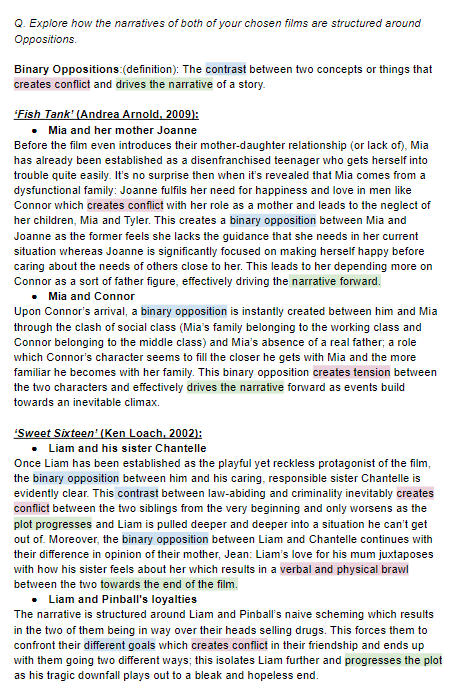 Q. Explore how the narratives of both of your chosen films are structured around
Oppositions.
Binary Oppositions:(definition): The contrast between two concepts or things that
creates conflict and drives the narrative of a story.
‘Fish Tank’ (Andrea Arnold, 2009):
● Mia and her mother Joanne
Before the film even introduces their mother-daughter relationship (or lack of), Mia
has already been established as a disenfranchised teenager who gets herself into
trouble quite easily. It’s no surprise then when it’s revealed that Mia comes from a
dysfunctional family: Joanne fulfils her need for happiness and love in men like
Connor which creates conflict with her role as a mother and leads to the neglect of
her children, Mia and Tyler. This creates a binary opposition between Mia and
Joanne as the former feels she lacks the guidance that she needs in her current
situation whereas Joanne is significantly focused on making herself happy before
caring about the needs of others close to her. This leads to her depending more on
Connor as a sort of father figure, effectively driving the narrative forward.
● Mia and Connor
Upon Connor’s arrival, a binary opposition is instantly created between him and Mia
through the clash of social class (Mia’s family belonging to the working class and
Connor belonging to the middle class) and Mia’s absence of a real father; a role
which Connor’s character seems to fill the closer he gets with Mia and the more
familiar he becomes with her family. This binary opposition creates tension between
the two characters and effectively drives the narrative forward as events build
towards an inevitable climax.
‘Sweet Sixteen’ (Ken Loach, 2002):
● Liam and his sister Chantelle
Once Liam has been established as the playful yet reckless protagonist of the film,
the binary opposition between him and his caring, responsible sister Chantelle is
evidently clear. This contrast between law-abiding and criminality inevitably creates
conflict between the two siblings from the very beginning and only worsens as the
plot progresses and Liam is pulled deeper and deeper into a situation he can’t get
out of. Moreover, the binary opposition between Liam and Chantelle continues with
their difference in opinion of their mother, Jean: Liam’s love for his mum juxtaposes
with how his sister feels about her which results in a verbal and physical brawl
between the two towards the end of the film.
● Liam and Pinball’s loyalties
The narrative is structured around Liam and Pinball’s naive scheming which results
in the two of them being in way over their heads selling drugs. This forces them to
confront their different goals which creates conflict in their friendship and ends up
with them going two different ways; this isolates Liam further and progresses the plot
as his tragic downfall plays out to a bleak and hopeless end.